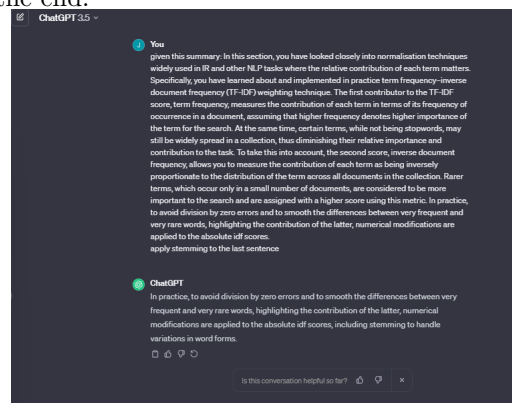 the end.
ChatGPT 3.5
J You
given this summary: In this section, you have looked closely into normalisation techniques
widely used in IR and other NLP tasks where the relative contribution of each term matters.
Specifically, you have learned about and implemented in practice term frequency–inverse
document frequency (TF-IDF) weighting technique. The first contributor to the TF-IDF
score, term frequency, measures the contribution of each term in terms of its frequency of
occurrence in a document, assuming that higher frequency denotes higher importance of
the term for the search. At the same time, certain terms, while not being stopwords, may
still be widely spread in a collection, thus diminishing their relative importance and
contribution to the task. To take this into account, the second score, inverse document
frequency, allows you to measure the contribution of each term as being inversely
proportionate to the distribution of the term across all documents in the collection. Rarer
terms, which occur only in a small number of documents, are considered to be more
important to the search and are assigned with a higher score using this metric. In practice,
to avoid division by zero errors and to smooth the differences between very frequent and
very rare words, highlighting the contribution of the latter, numerical modifications are
applied to the absolute idf scores.
apply stemming to the last sentence
ChatGPT
In practice, to avoid division by zero errors and to smooth the differences between very
frequent and very rare words, highlighting the contribution of the latter, numerical
modifications are applied to the absolute idf scores, including stemming to handle
variations in word forms.
Is this conversation helpful so far?